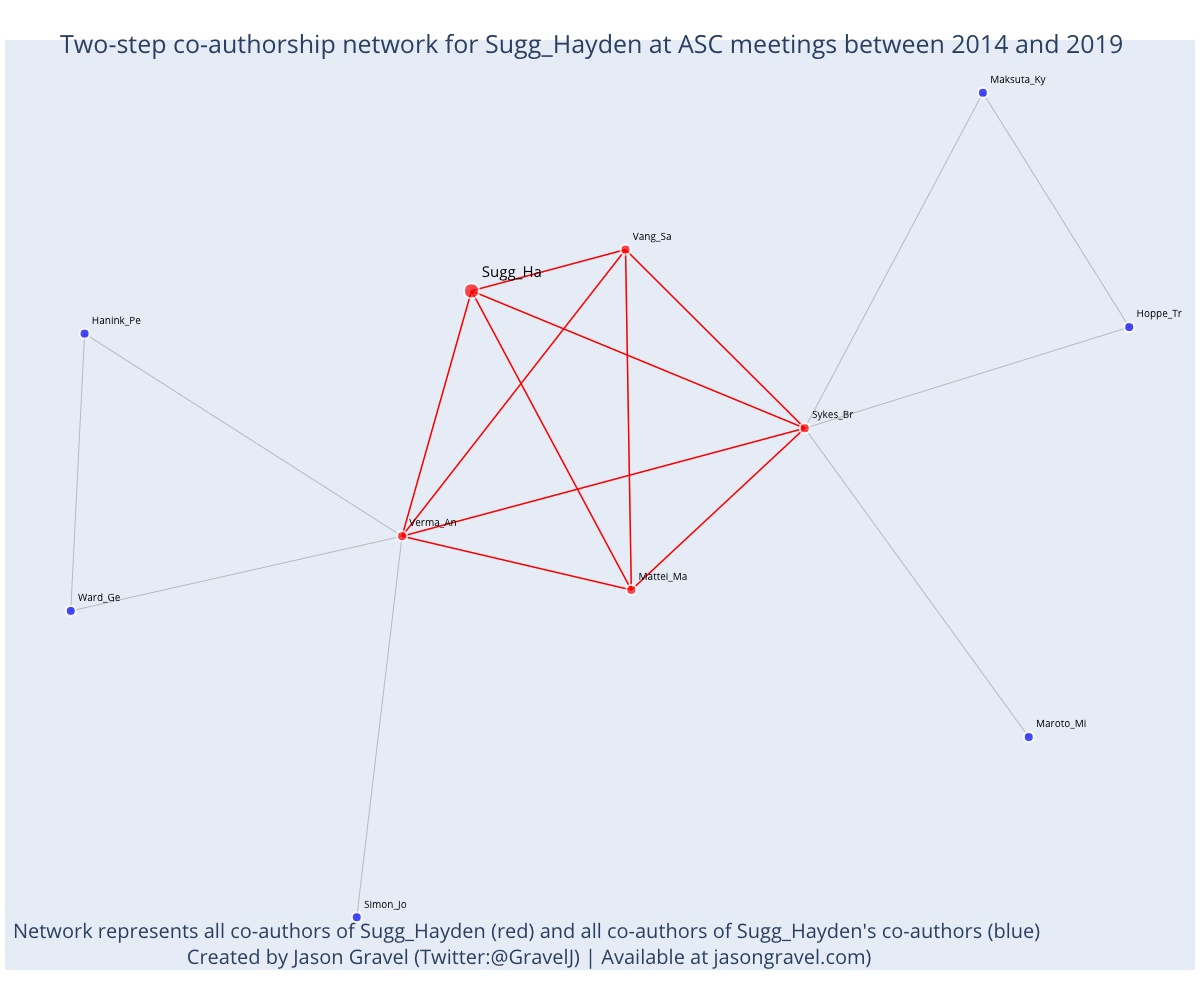 Two-step co-authorship network for Sugg_Hayden at ASC meetings between 2014 and 2019
Maksuta_Ky
Vang_Sa
Sugg_Ha
Hoppe_Tr
Hanink_Pe
Sykes_Br
Verma_An
Mattei_Ma
Ward_Ge
Maroto_Mi
Simon_Jo
Network represents all co-authors of Sugg_Hayden (red) and all co-authors of Sugg_Hayden's co-authors (blue)
Created by Jason Gravel (Twitter:@GravelJ) | Available at jasongravel.com)